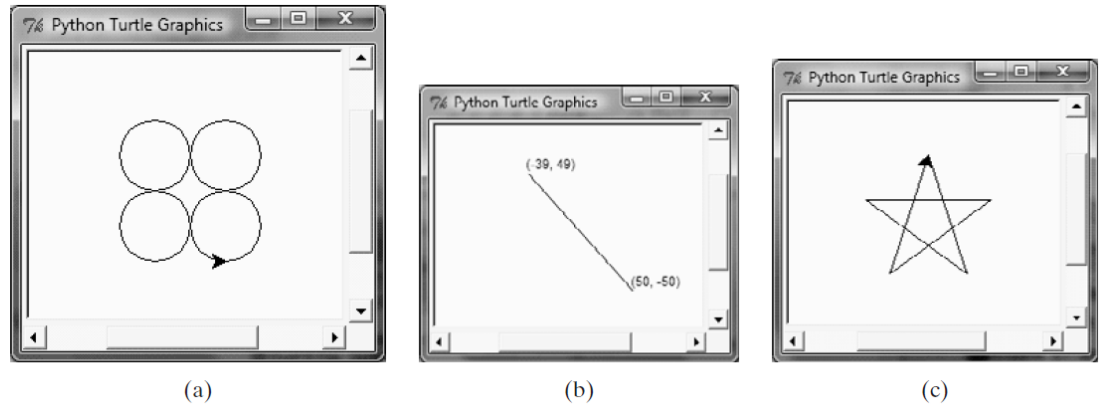 Python Turtle Graphics
(a)
Python Turtle Graphics
(-39, 49)
(50, -50)
(b)
Python Turtle Graphics
(c)